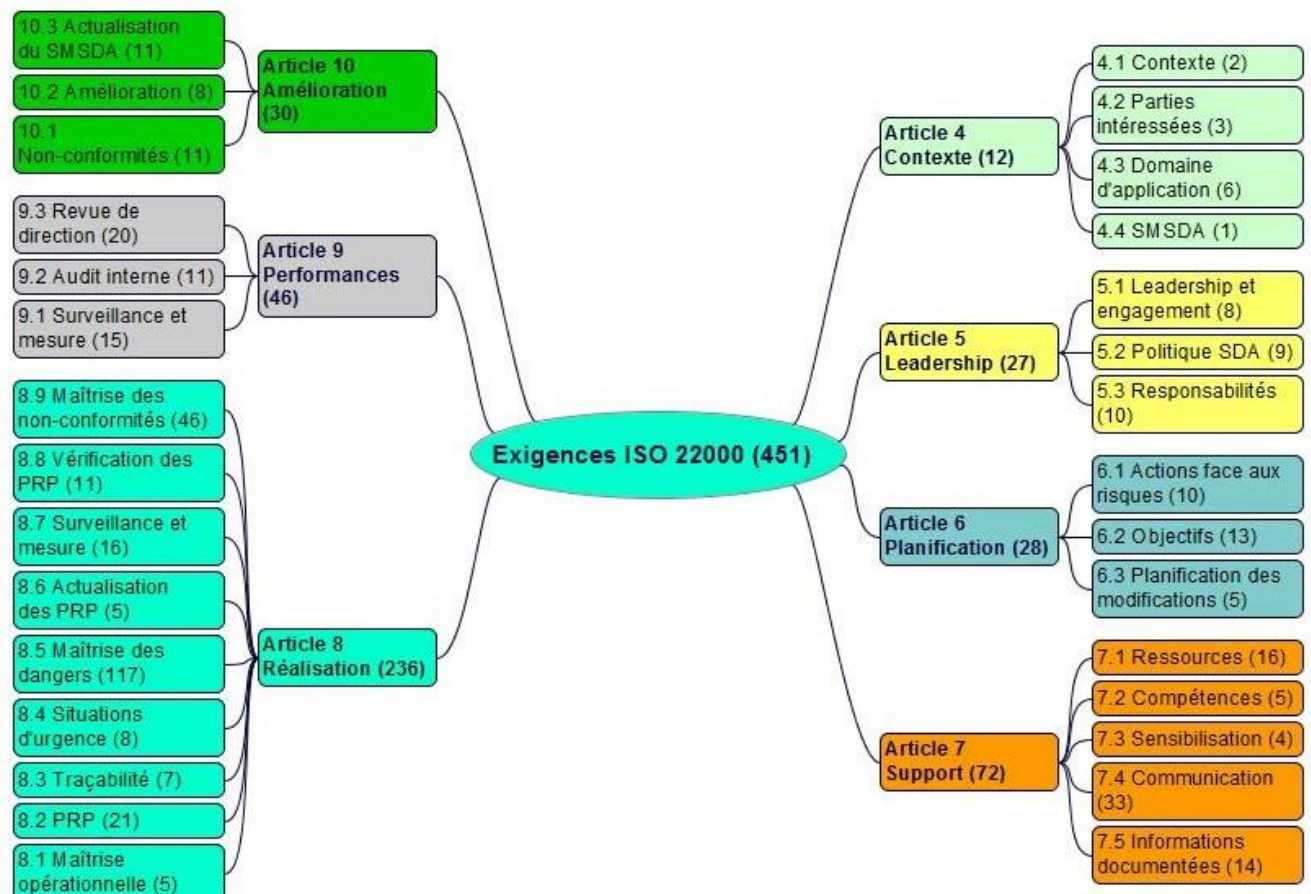 Exigences ISO 22000 (451)
Article 4
Contexte (12)
4.1 Contexte (2)
4.2 Parties
intéressées (3)
4.3 Domaine
d'application (6)
4.4 SMSDA (1)
Article 5
Leadership (27)
5.1 Leadership et
engagement (8)
5.2 Politique SDA (9)
5.3 Responsabilités
(10)
Article 6
Planification (28)
6.1 Actions face aux
risques (10)
6.2 Objectifs (13)
6.3 Planification des
modifications (5)
Article 7
Support (72)
7.1 Ressources (16)
7.2 Compétences (5)
7.3 Sensibilisation (4)
7.4 Communication
(33)
7.5 Informations
documentées (14)
Article 10
Amélioration
(30)
10.3 Actualisation
du SMSDA (11)
10.2 Amélioration (8)
10.1
Non-conformités (11)
Article 9
Performances
(46)
9.3 Revue de
direction (20)
9.2 Audit interne (11)
9.1 Surveillance et
mesure (15)
Article 8
Réalisation (236)
8.9 Maîtrise des
non-conformités (46)
8.8 Vérification des
PRP (11)
8.7 Surveillance et
mesure (16)
8.6 Actualisation
des PRP (5)
8.5 Maîtrise des
dangers (117)
8.4 Situations
d'urgence (8)
8.3 Traçabilité (7)
8.2 PRP (21)
8.1 Maîtrise
opérationnelle (5)